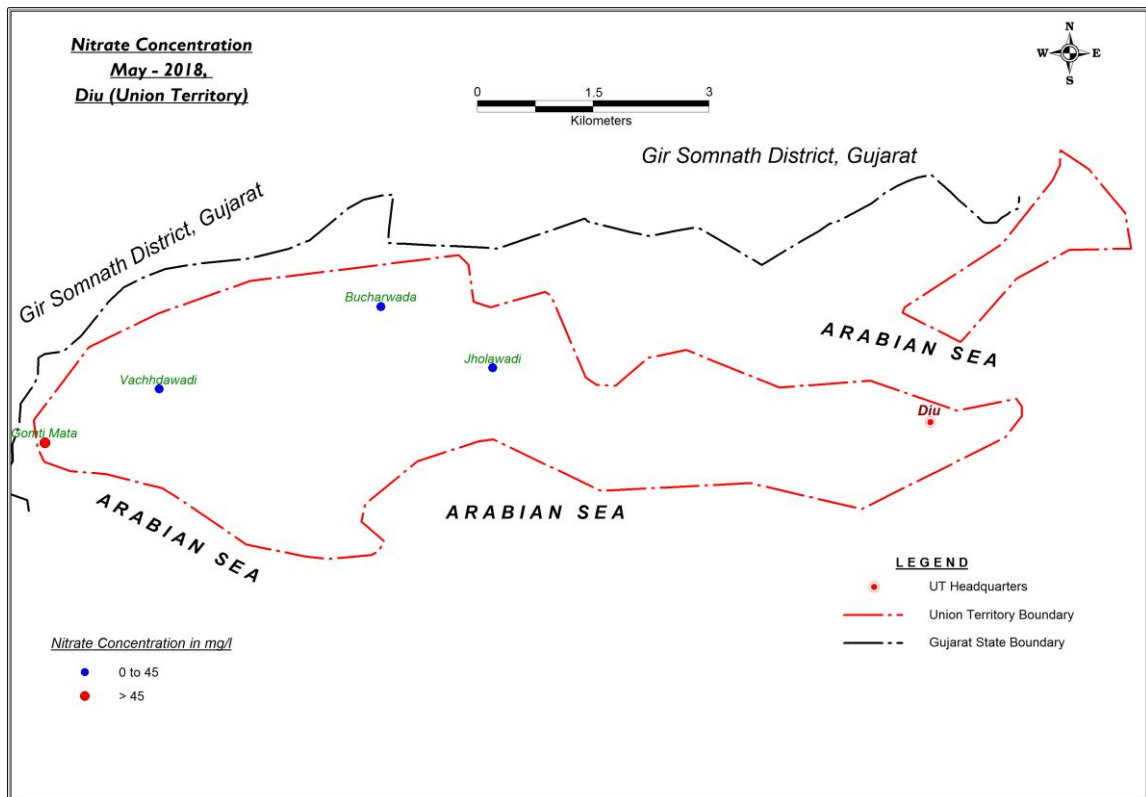 Nitrate Concentration
May - 2018,
Diu (Union Territory)
N
W E
S
0 1.5 3
Kilometers
Gir Somnath District, Gujarat
Gir Somnath District, Gujarat
Bucharwada
ARABIAN SEA
Jholawadi
Vachhdawadi
Diu
Gomti Mata
ARABIAN SEA
ARABIAN SEA
LEGEND
UT Headquarters
Union Territory Boundary
Gujarat State Boundary
Nitrate Concentration in mg/l
0 to 45
> 45